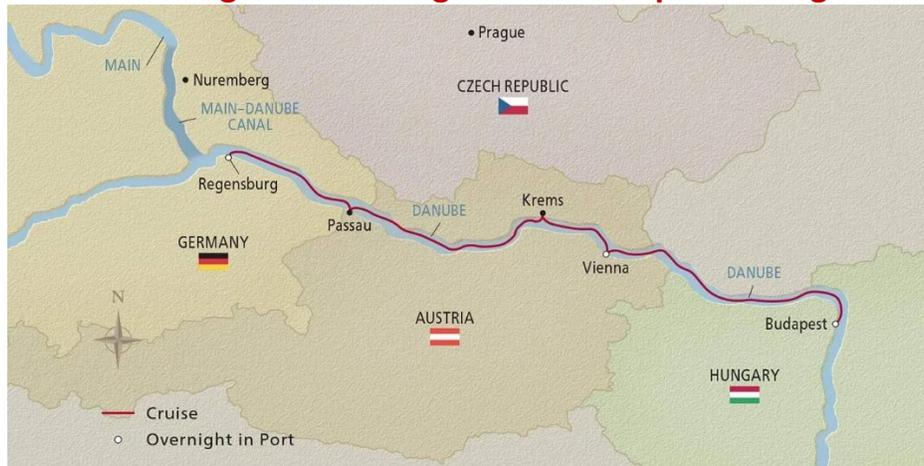 Prague
MAIN
Nuremberg
CZECH REPUBLIC
MAIN–DANUBE
CANAL
Regensburg
Krems
Passau
DANUBE
GERMANY
Vienna
DANUBE
N
AUSTRIA
Budapest
HUNGARY
Cruise
Overnight in Port